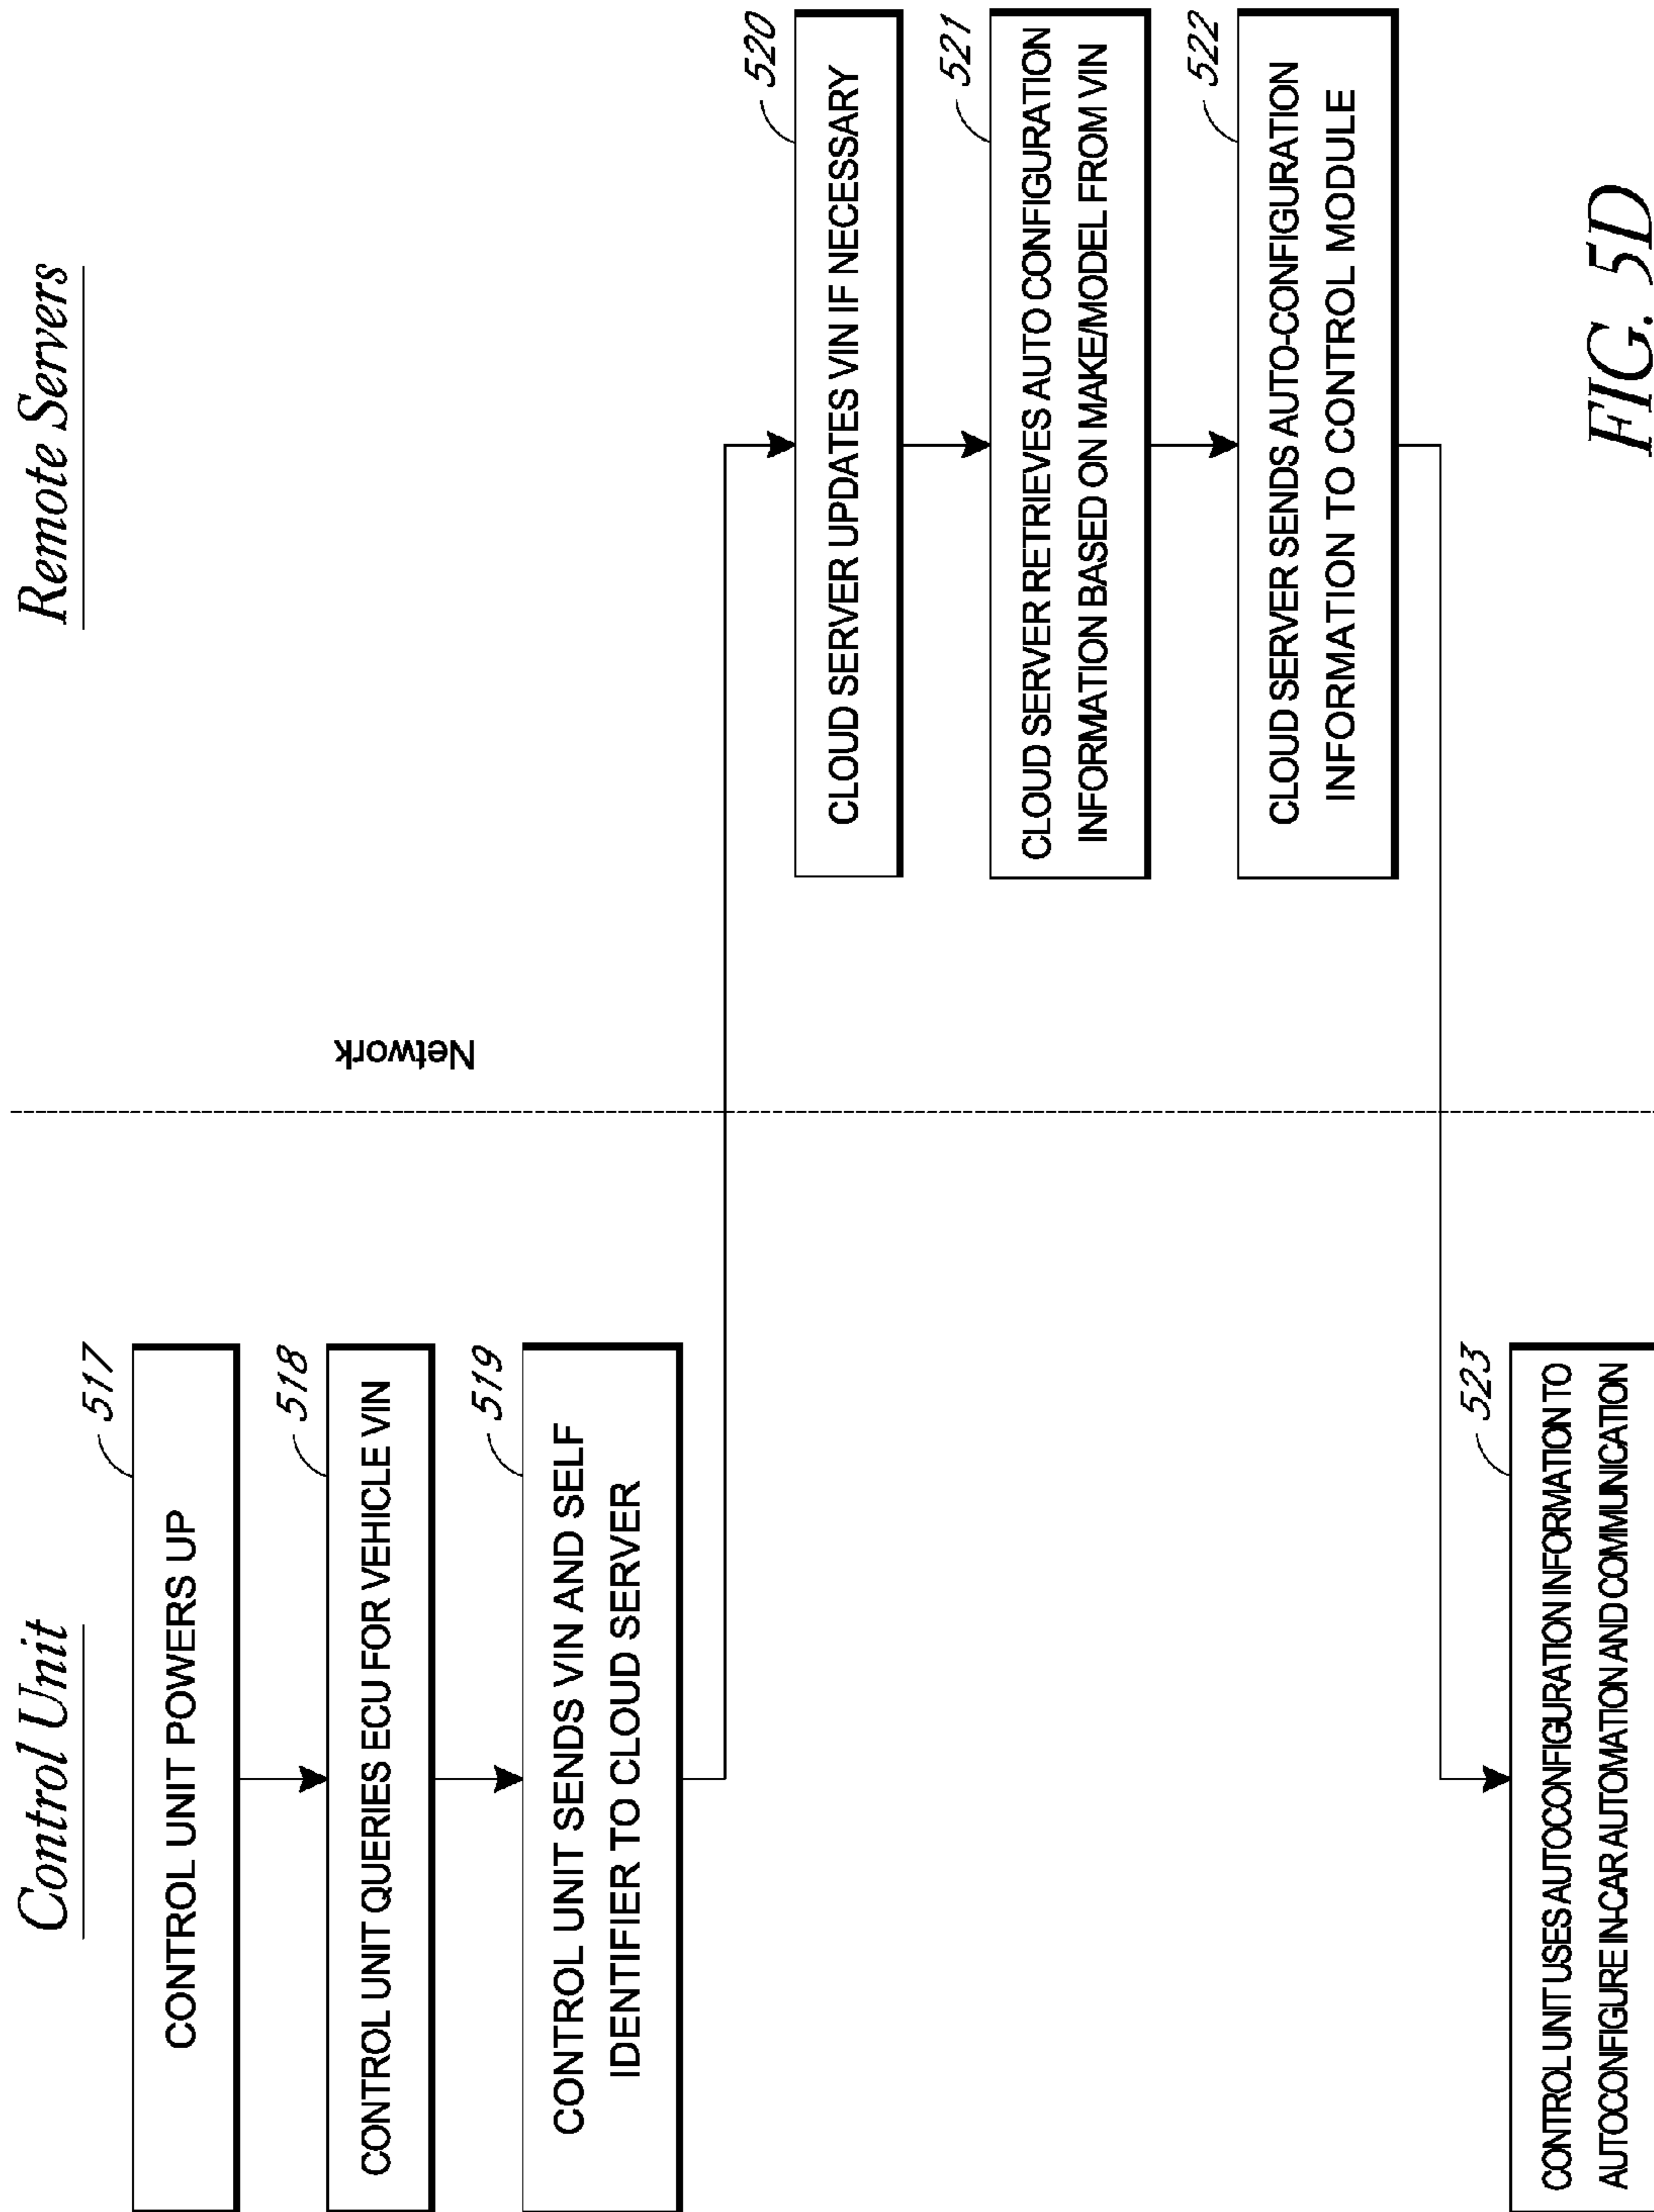 Control Unit
Remote Servers
Network
517
CONTROL UNIT POWERS UP
518
CONTROL UNIT QUERIES ECU FOR VEHICLE VIN
519
CONTROL UNIT SENDS VIN AND SELF
IDENTIFIER TO CLOUD SERVER
520
CLOUD SERVER UPDATES VIN IF NECESSARY
521
CLOUD SERVER RETRIEVES AUTO CONFIGURATION
INFORMATION BASED ON MAKE/MODEL FROM VIN
522
CLOUD SERVER SENDS AUTO-CONFIGURATION
INFORMATION TO CONTROL MODULE
523
CONTROL UNIT USES AUTOCONFIGURATION INFORMATION TO
AUTOCONFIGURE IN-CAR AUTOMATION AND COMMUNICATION
FIG. 5D